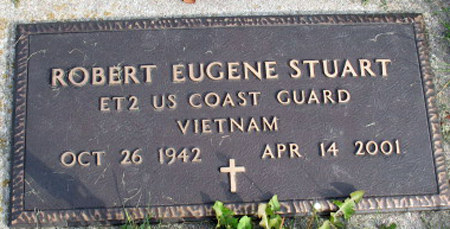 ROBERT EUGENE STUART
ET2 US COAST GUARD
VIETNAM
OCT 26 1942 APR 14 2001